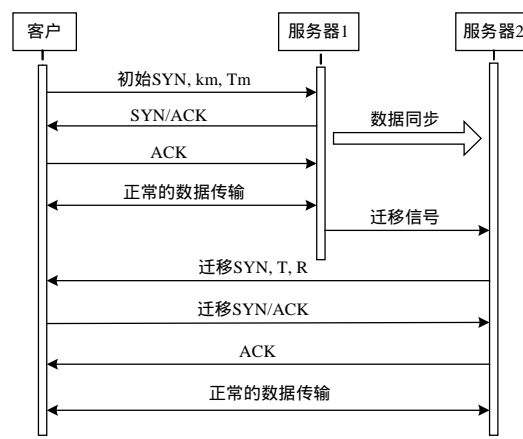 客户
服务器1
服务器2
初始SYN, km, Tm
SYN/ACK
数据同步
ACK
正常的数据传输
迁移信号
迁移SYN, T, R
迁移SYN/ACK
ACK
正常的数据传输